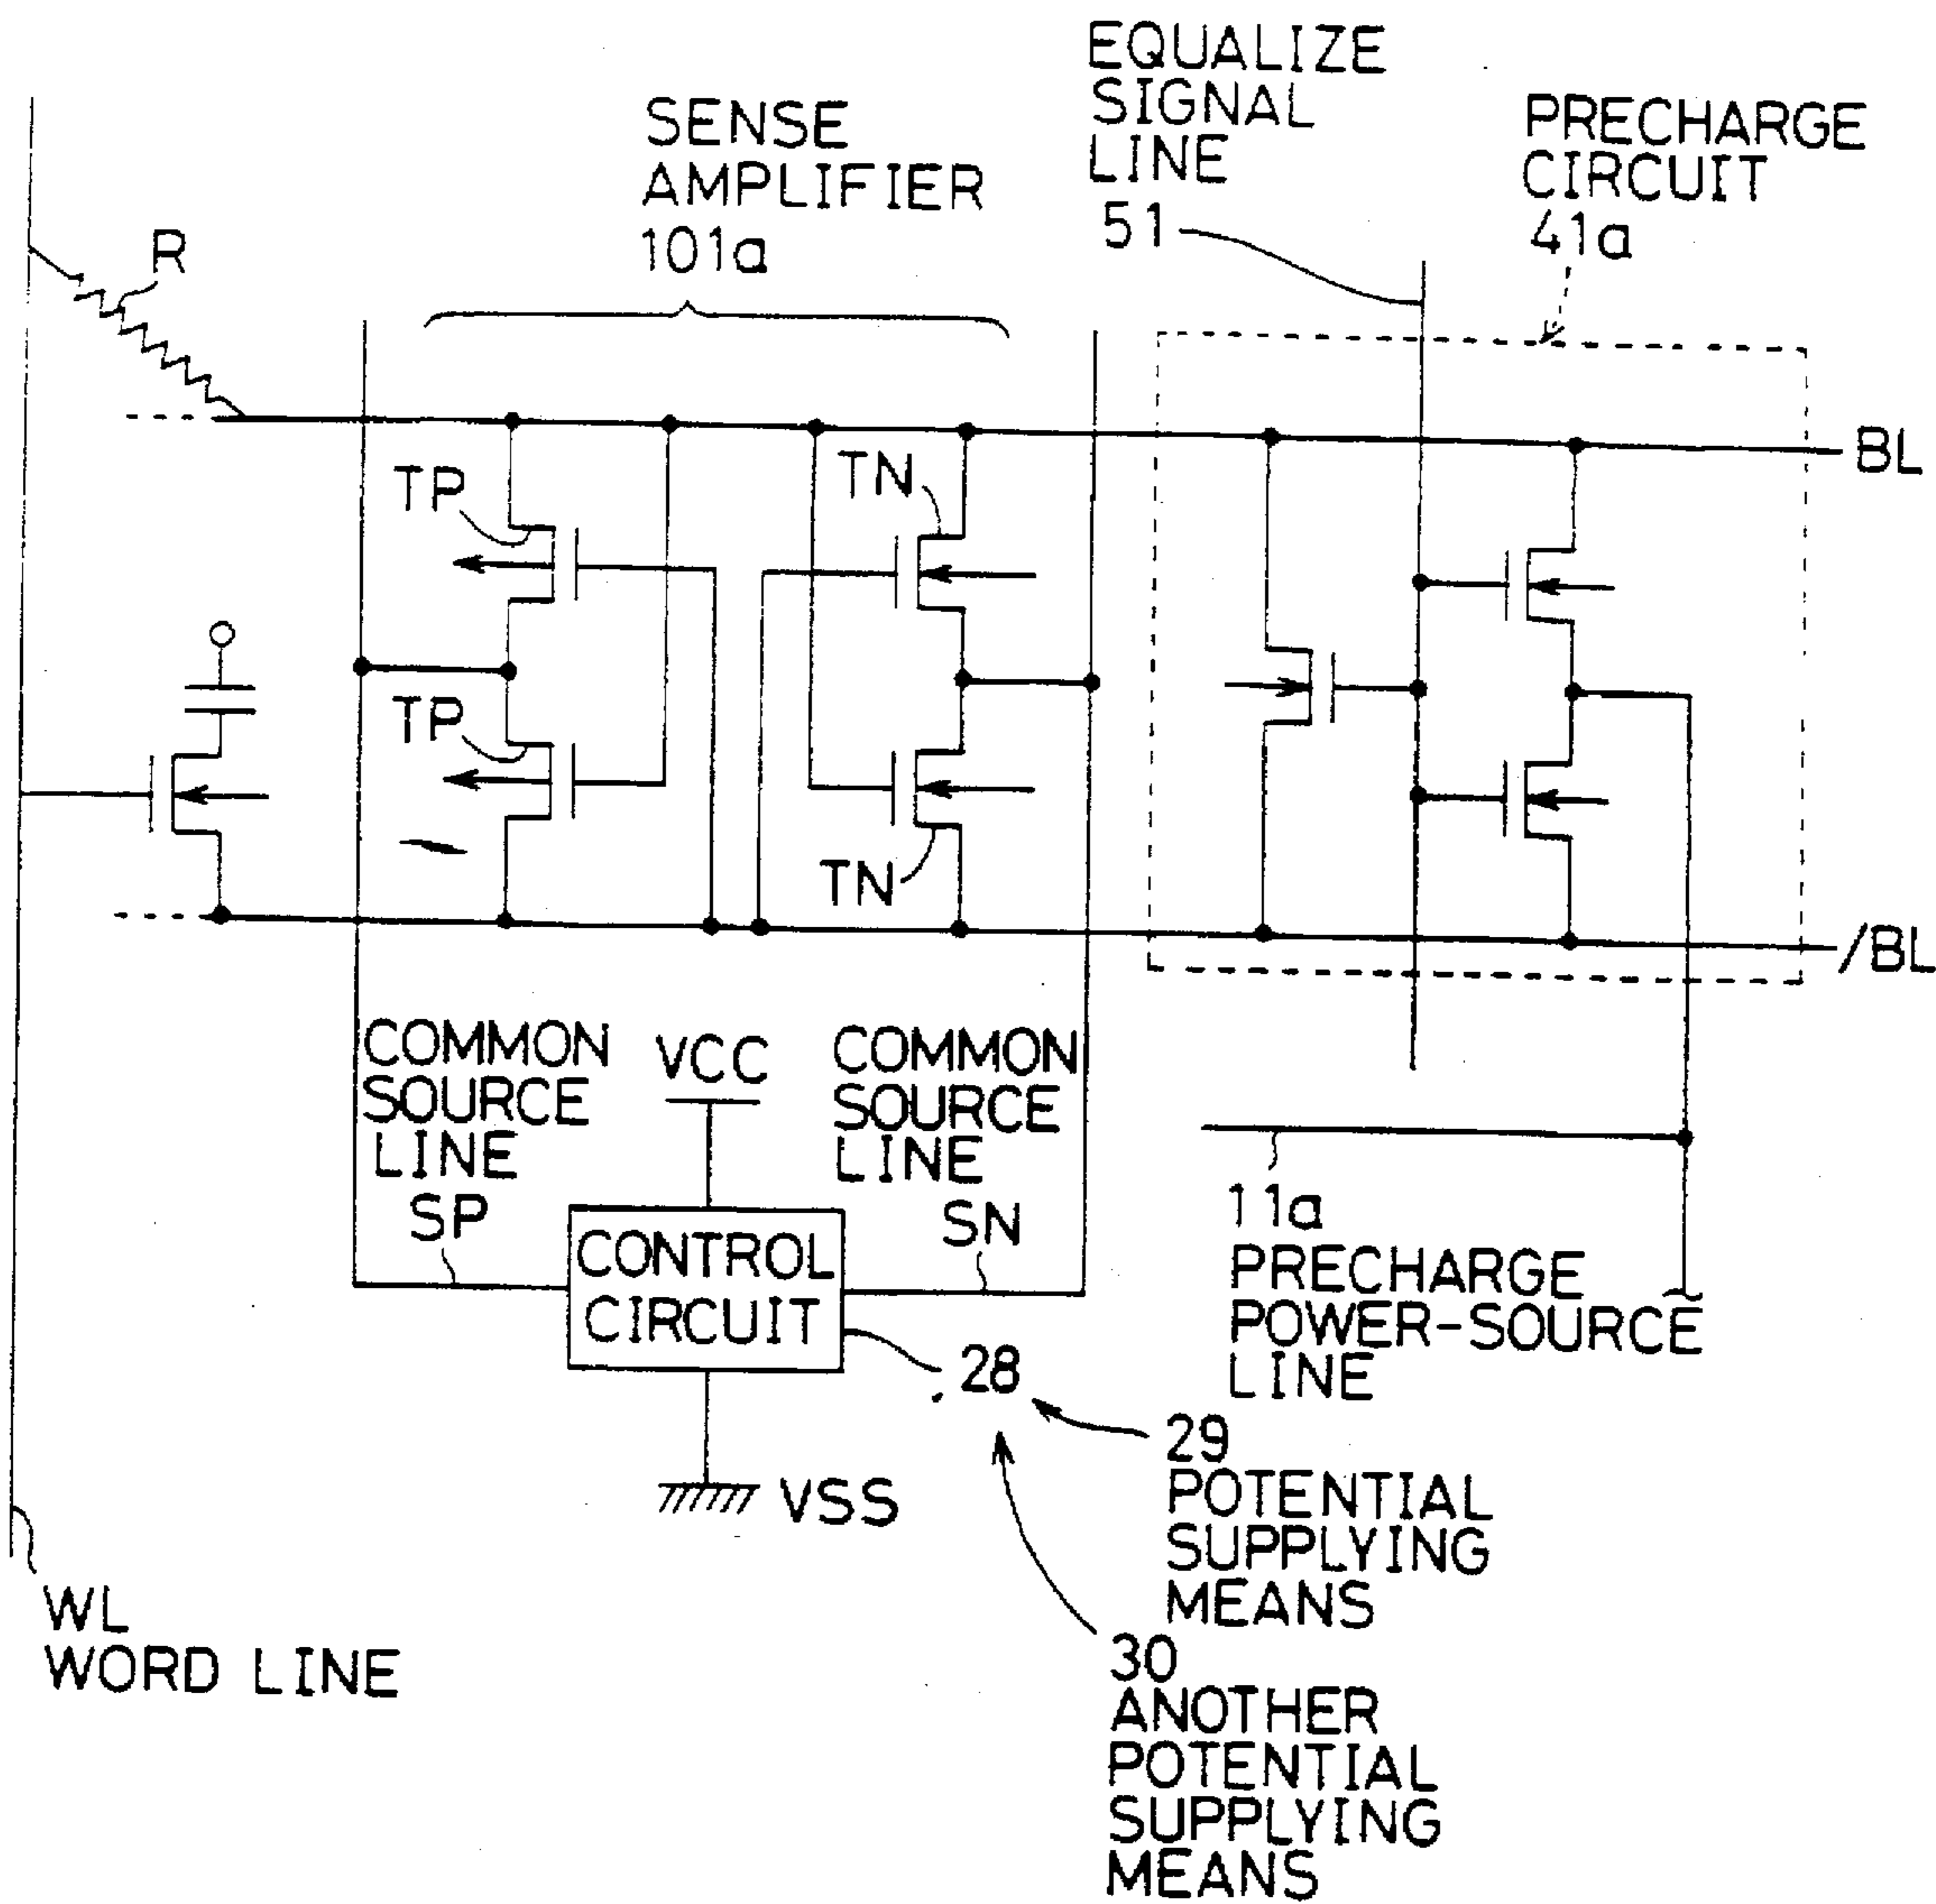 EQUALIZE
SIGNAL
LINE
51
SENSE
AMPLIFIER
101a
PRECHARGE
CIRCUIT
41a
R
BL
TP
TN
TP
TN
/BL
COMMON
SOURCE
LINE
SP
VCC
COMMON
SOURCE
LINE
SN
CONTROL
CIRCUIT
28
VSS
11a
PRECHARGE
POWER-SOURCE
LINE
29
POTENTIAL
SUPPLYING
MEANS
30
ANOTHER
POTENTIAL
SUPPLYING
MEANS
WL
WORD LINE